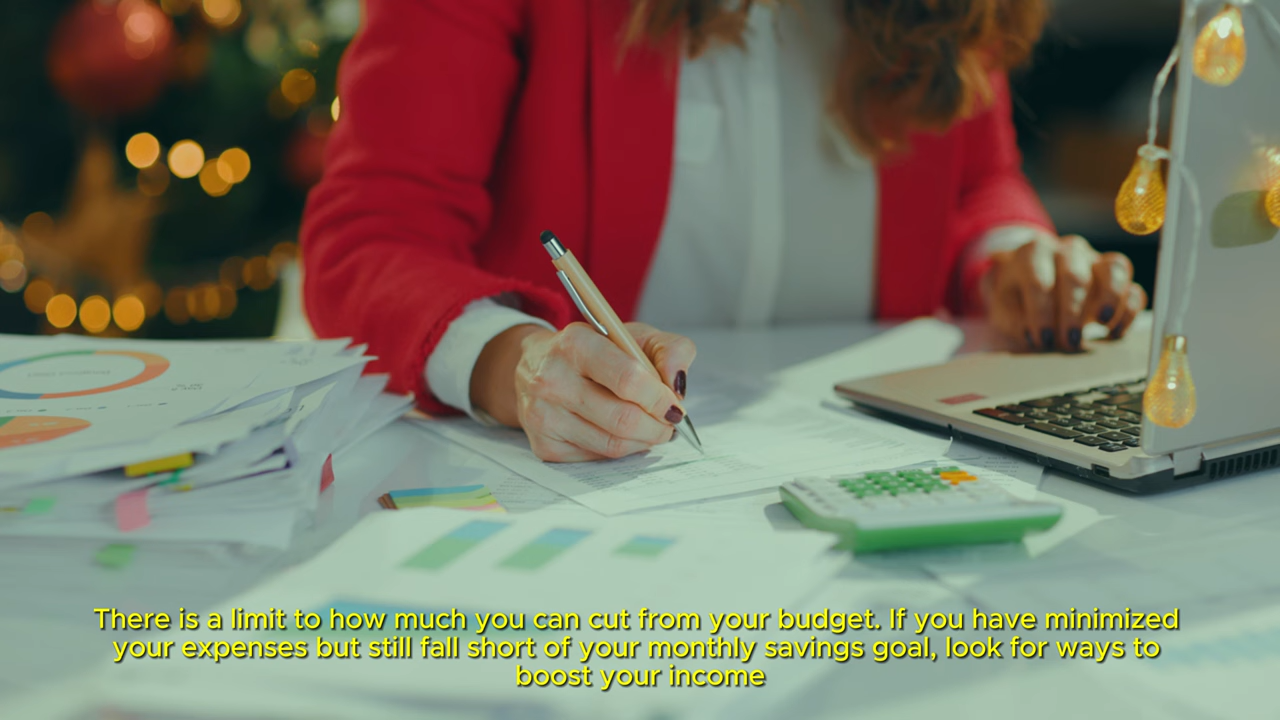 There is a limit to how much you can cut from your budget. If you have minimized
your expenses but still fall short of your monthly savings goal, look for ways to
boost your income